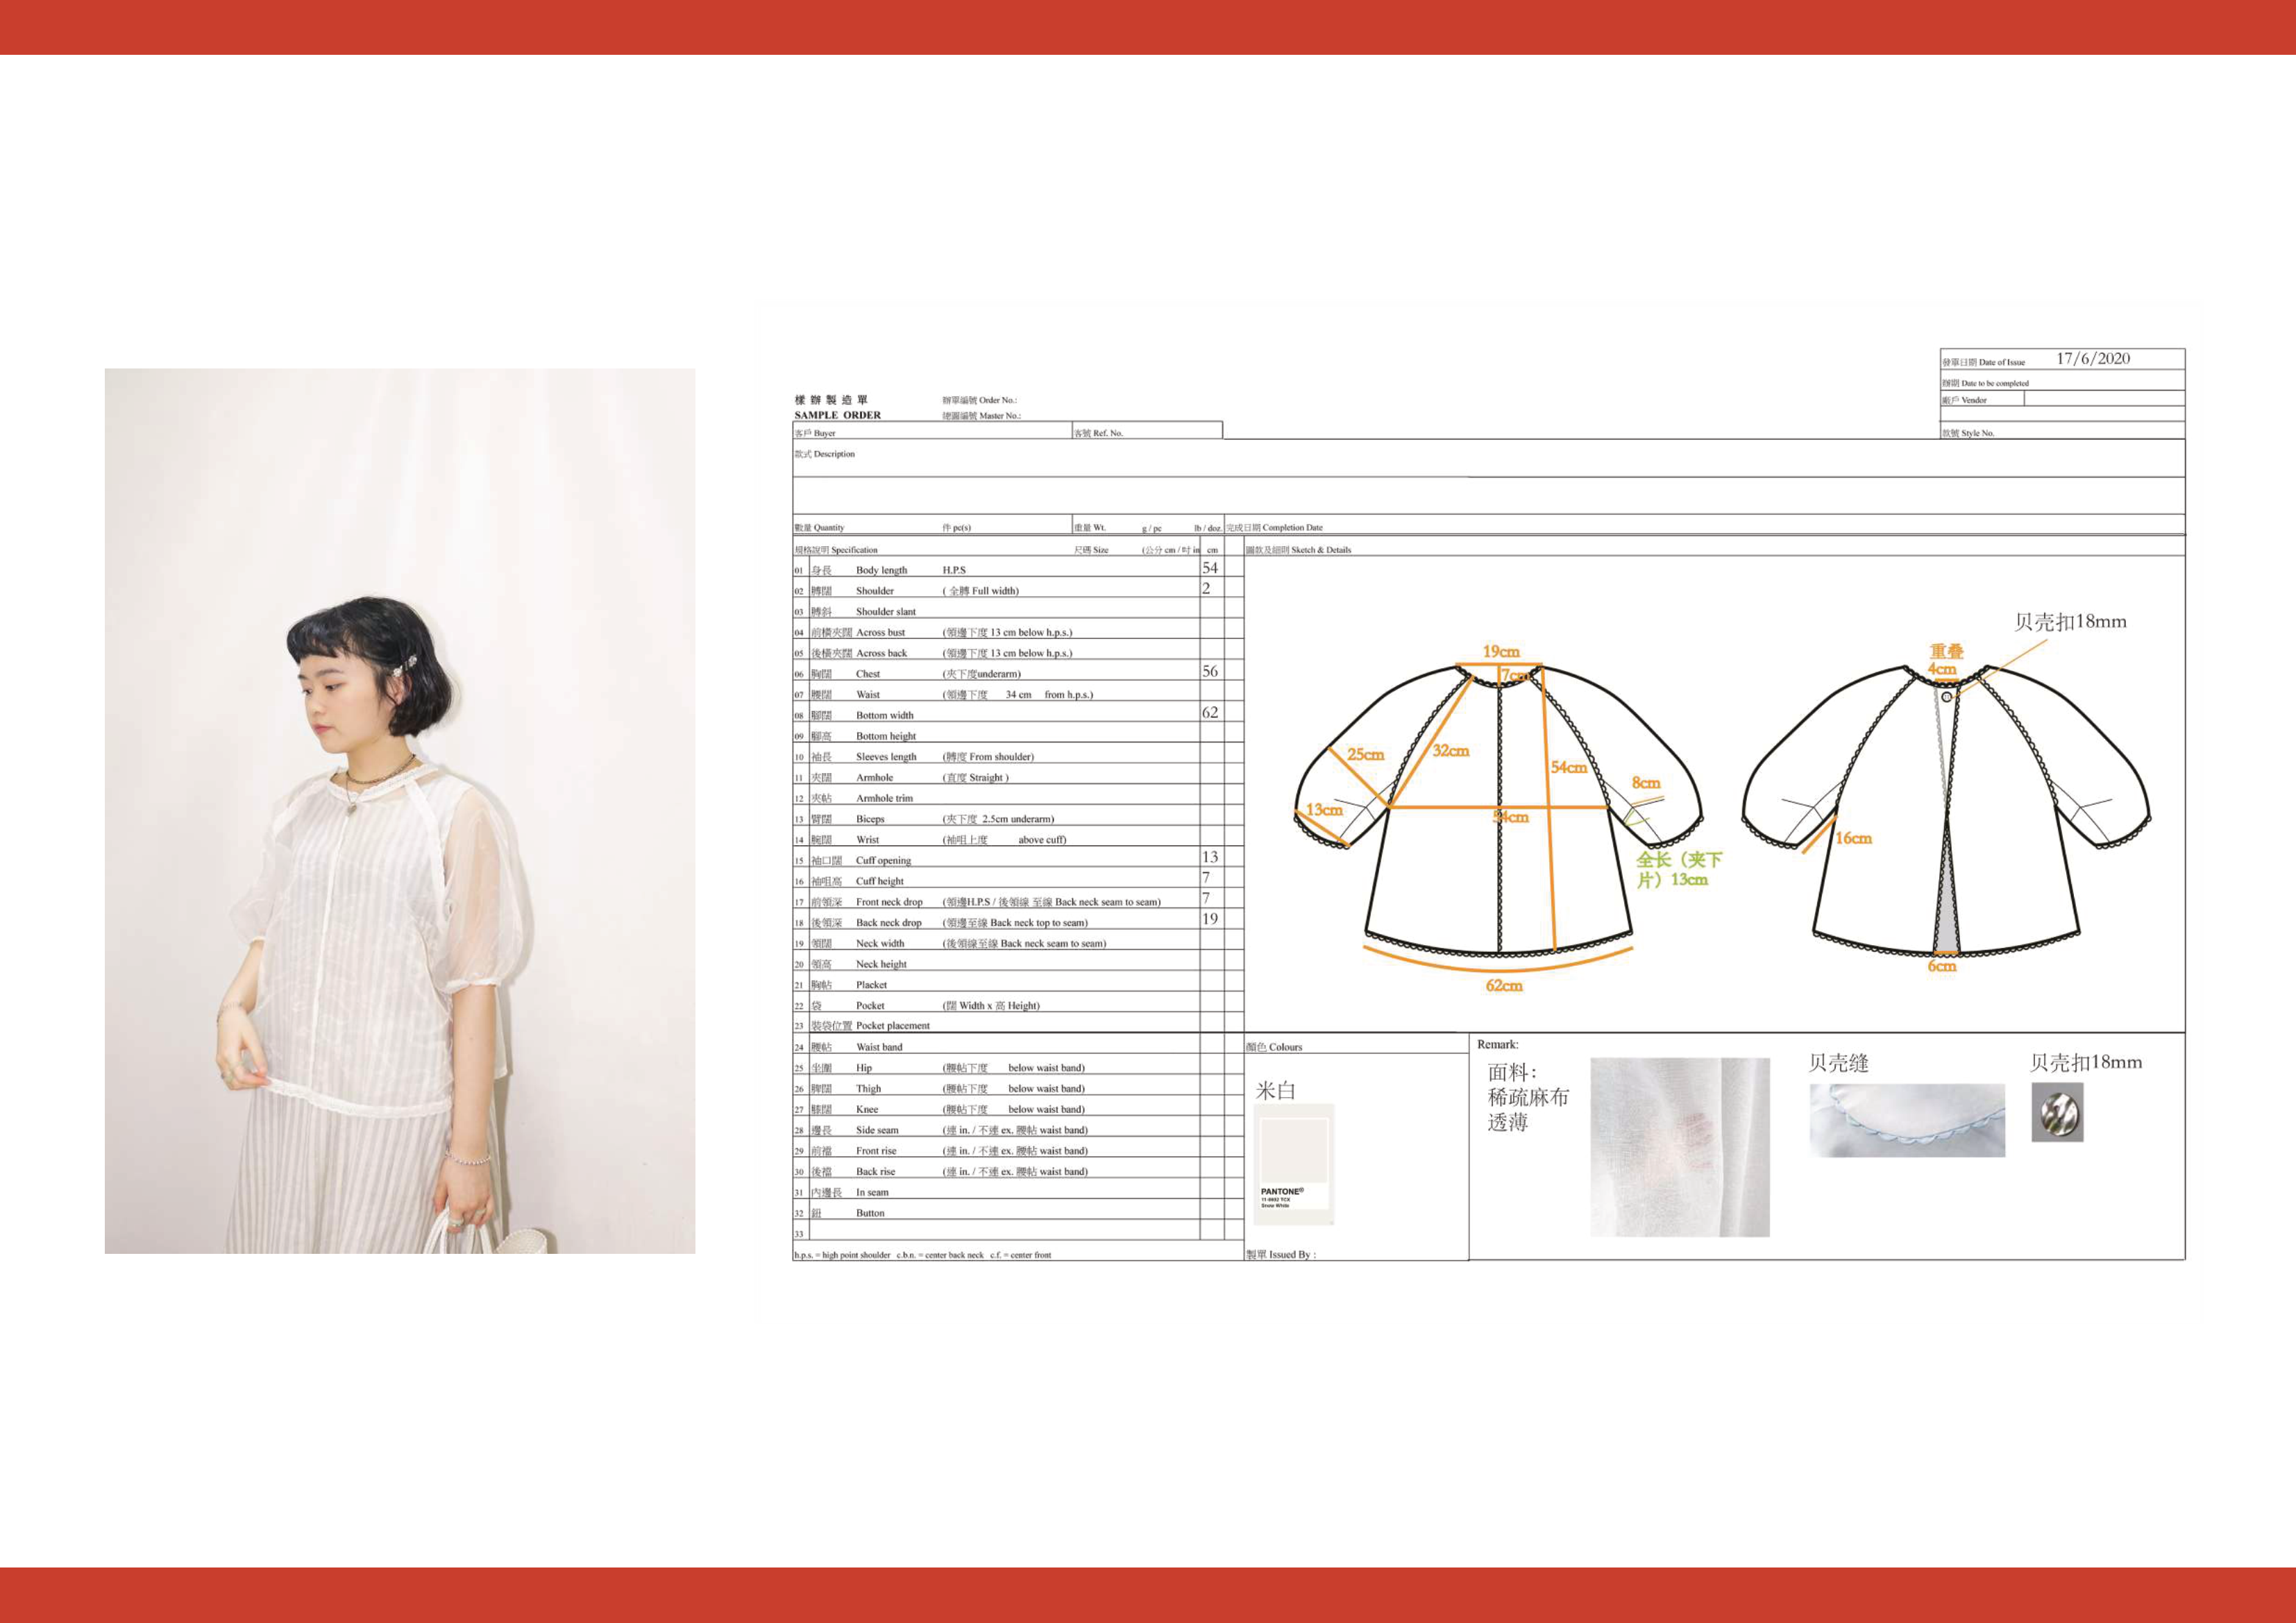 發單日期 Date of Issue 17/6/2020
辦期 Date to be completed
廠戶 Vendor
款號 Style No.
樣辦製造單 辦單編號 Order No.:
SAMPLE ORDER 總圖編號 Master No.:
客戶 Buyer 客號 Ref. No.
款式 Description
數量 Quantity 件 pc(s) 重量 Wt. g / pc lb / doz. 完成日期 Completion Date
規格說明 Specification 尺碼 Size (公分 cm / 吋 in cm
01 身長 Body length H.P.S 54
02 膊闊 Shoulder ( 全膊 Full width) 2
03 膊斜 Shoulder slant
04 前橫夾闊 Across bust (領邊下度 13 cm below h.p.s.)
05 後橫夾闊 Across back (領邊下度 13 cm below h.p.s.)
06 胸闊 Chest (夾下度underarm) 56
07 腰闊 Waist (領邊下度 34 cm from h.p.s.)
08 腳闊 Bottom width 62
09 腳高 Bottom height
10 袖長 Sleeves length (膊度 From shoulder)
11 夾闊 Armhole (直度 Straight )
12 夾帖 Armhole trim
13 臂闊 Biceps (夾下度 2.5cm underarm)
14 腕闊 Wrist (袖咀上度 above cuff)
15 袖口闊 Cuff opening 13
16 袖咀高 Cuff height 7
17 前領深 Front neck drop (領邊H.P.S / 後領線 至線 Back neck seam to seam) 7
18 後領深 Back neck drop (領邊至線 Back neck top to seam) 19
19 領闊 Neck width (後領線至線 Back neck seam to seam)
20 領高 Neck height
21 胸帖 Placket
22 袋 Pocket (闊 Width x 高 Height)
23 裝袋位置 Pocket placement
24 腰帖 Waist band
25 坐圍 Hip (腰帖下度 below waist band)
26 脾闊 Thigh (腰帖下度 below waist band)
27 膝闊 Knee (腰帖下度 below waist band)
28 邊長 Side seam (連 in. / 不連 ex. 腰帖 waist band)
29 前襠 Front rise (連 in. / 不連 ex. 腰帖 waist band)
30 後襠 Back rise (連 in. / 不連 ex. 腰帖 waist band)
31 內邊長 In seam
32 鈕 Button
33
h.p.s. = high point shoulder c.b.n. = center back neck c.f. = center front
圖款及細則 Sketch & Details
19cm
7cm
25cm
32cm
54cm
8cm
13cm
54cm
全长（夹下
片）13cm
62cm
贝壳扣18mm
重叠
4cm
16cm
6cm
顏色 Colours
米白
PANTONE®
11-0602 TCX
Snow White
製單 Issued By :
Remark:
面料：
稀疏麻布
透薄
贝壳缝
贝壳扣18mm